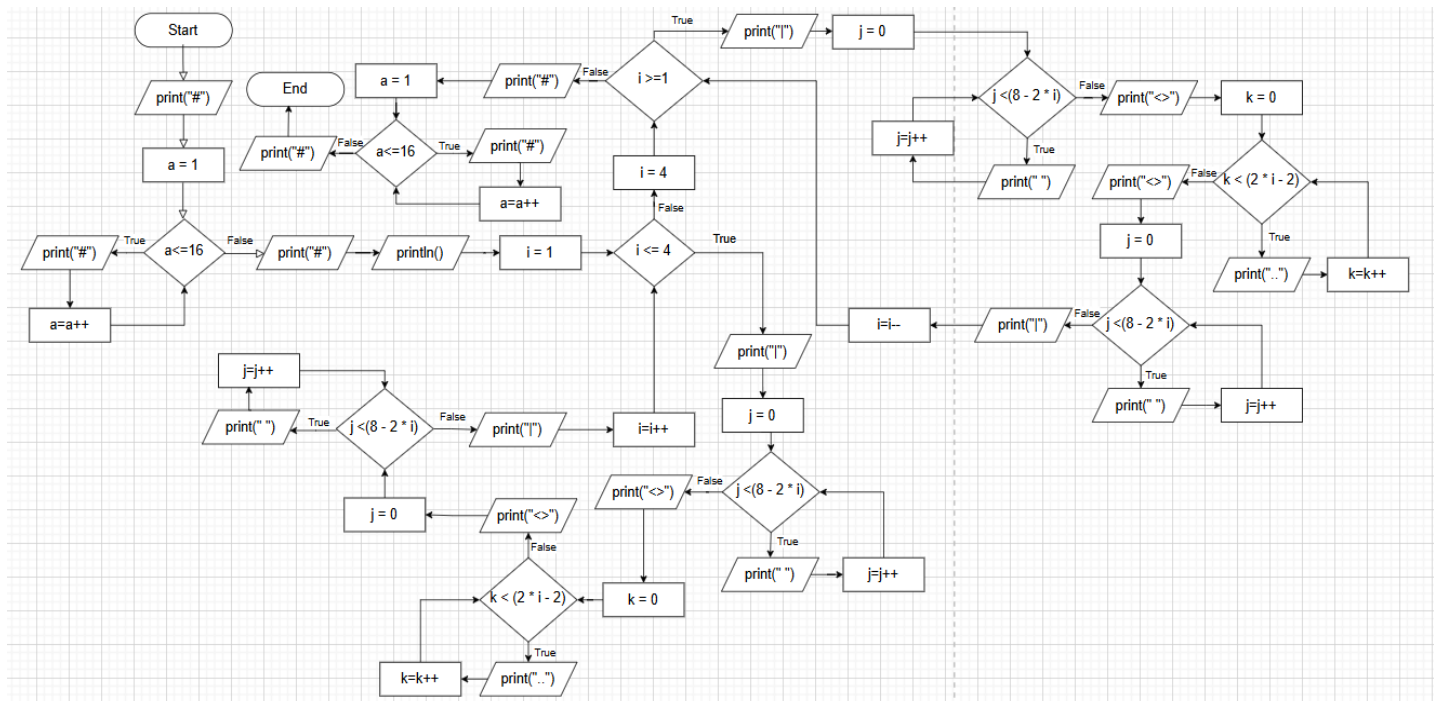 Start
print("#")
a = 1
a<=16
True
print("#")
a=a++
False
print("#")
println()
i = 1
i <= 4
False
i = 4
i >=1
False
print("#")
a = 1
a<=16
True
print("#")
a=a++
False
print("#")
End
True
print("|")
j = 0
j <(8 - 2 * i)
True
print(" ")
j=j++
False
print("<>")
k = 0
k < (2 * i - 2)
True
print("..")
k=k++
False
print("<>")
j = 0
j <(8 - 2 * i)
True
print(" ")
j=j++
False
print("|")
i=i--
True
print("|")
j = 0
j <(8 - 2 * i)
True
print(" ")
j=j++
False
print("<>")
k = 0
k < (2 * i - 2)
True
print("..")
k=k++
False
print("<>")
j = 0
j <(8 - 2 * i)
True
print(" ")
j=j++
False
print("|")
i=i++